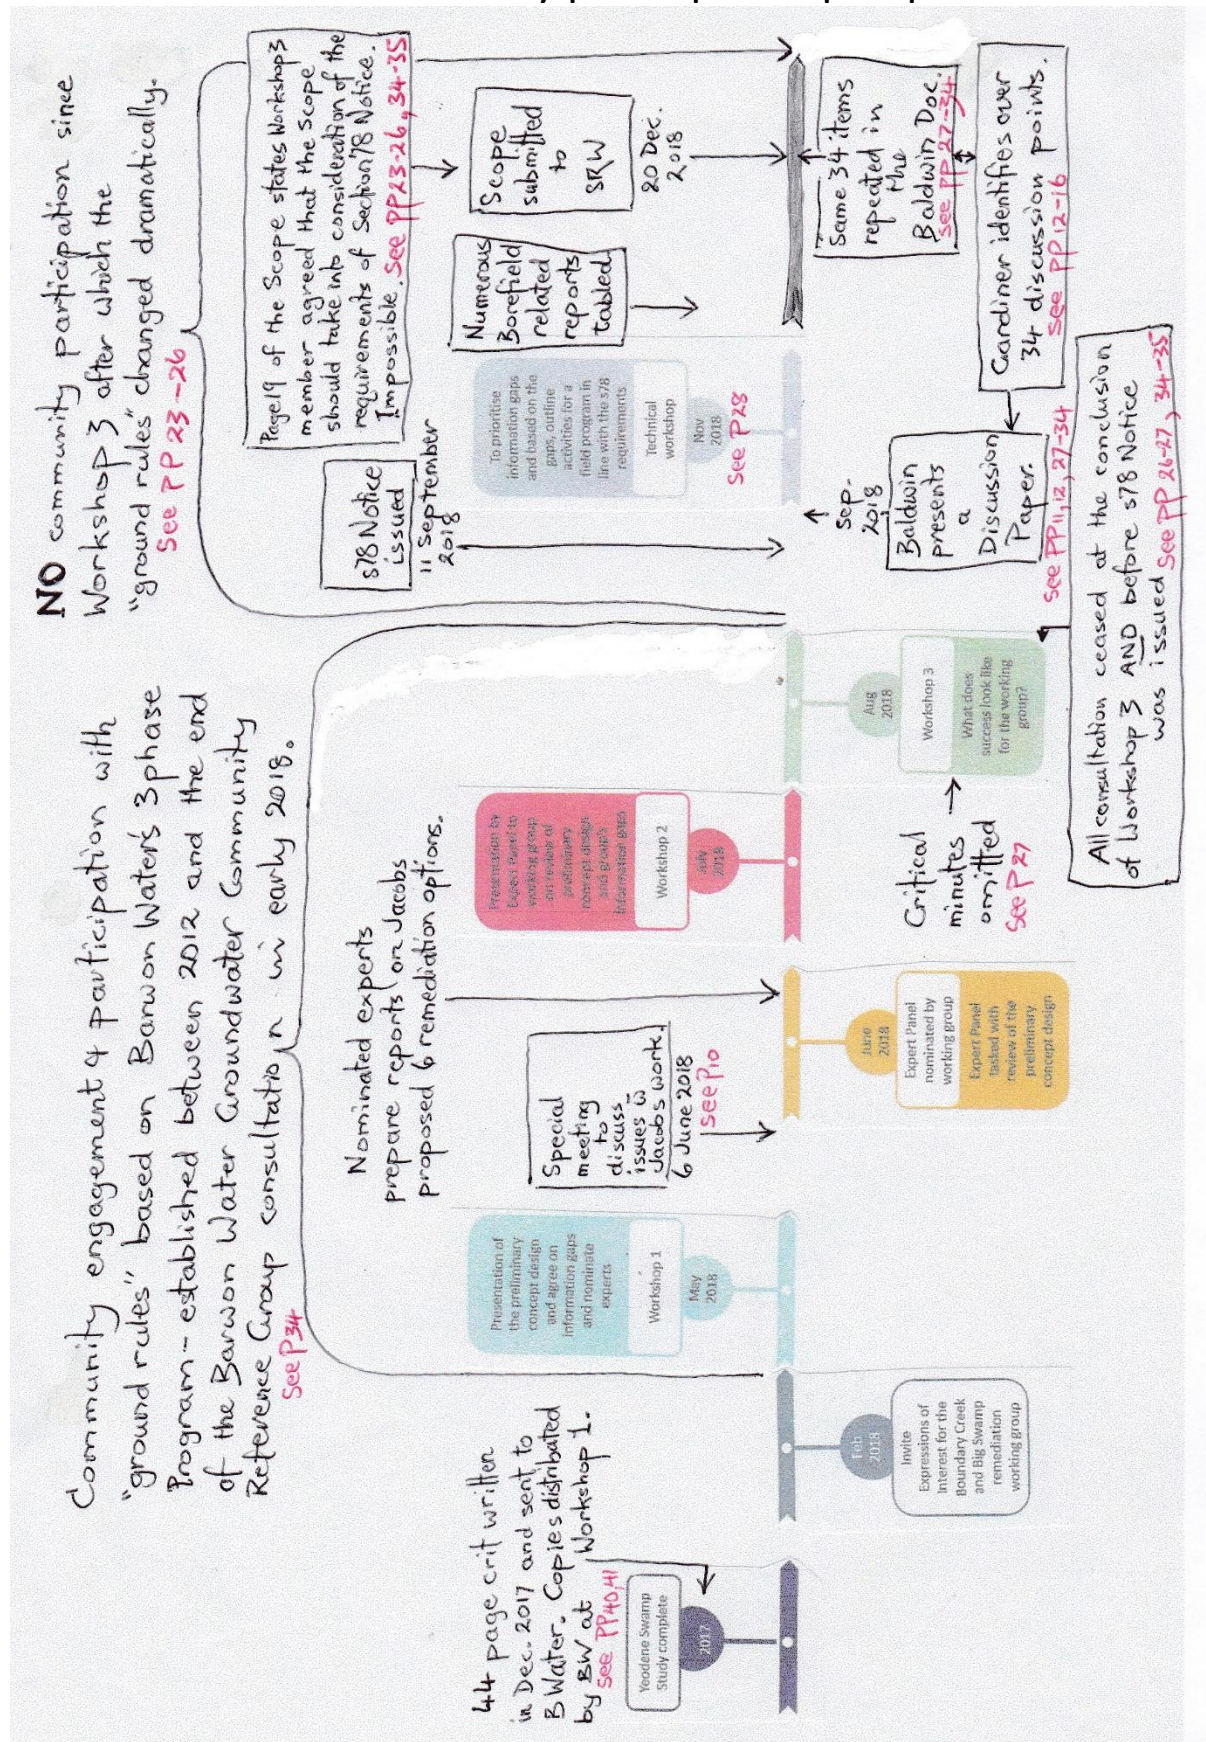 Community engagement & participation with
"ground rules" based on Barwon Water's 3 phase
Program - established between 2012 and the end
of the Barwon Water Groundwater Community
Reference Group consultation in early 2018.
See P34
NO community participation since
Workshop 3 after which the
"ground rules" changed dramatically.
See PP 23-26
44 page crit written
in Dec. 2017 and sent to
BWater. Copies distributed
by BW at Workshop 1.
See PP40,41
Yeodene Swamp
Study complete
2017
Feb
2018
Invite
Expressions of
Interest for the
Boundary Creek
and Big Swamp
remediation
working group
Presentation of
the preliminary
concept design
and agree on
information gaps
and nominate
experts
Workshop 1
May
2018
Nominated experts
prepare reports on Jacobs
proposed 6 remediation options.
Special
meeting
to
discuss
issues in
Jacobs work.
6 June 2018
see P10
June
2018
Expert Panel
nominated by
working group
Expert Panel
tasked with
review of the
preliminary
concept design
Presentation by
Expert Panel to
working group
on review of
preliminary
concept design
and group's
information gaps
Workshop 2
July
2018
Critical
minutes
omitted
See P27
Aug
2018
Workshop 3
What does
success look like
for the working
group?
All consultation ceased at the conclusion
of Workshop 3 AND before s78 Notice
was issued see PP 26-27, 34-35
s78 Notice
issued
11 September
2018
Sep.
2018
Baldwin
presents
a
Discussion
Paper.
See PP11,12, 27-34
To prioritise
information gaps
and based on the
gaps, outline
activities for a
field program in
line with the s78
requirements
Technical
workshop
Nov
2018
See P28
Page 19 of the Scope states Workshop 3
member agreed that the Scope
should take into consideration of the
requirements of Section 78 Notice.
Impossible. See PP23-26, 34-35
Numerous
Borefield
related
reports
tabled
Scope
submitted
to
SRW
20 Dec.
2018
Same 34 items
repeated in
the
Baldwin Doc.
see PP 27-34
Gardiner identifies over
34 discussion points.
see PP 12-16